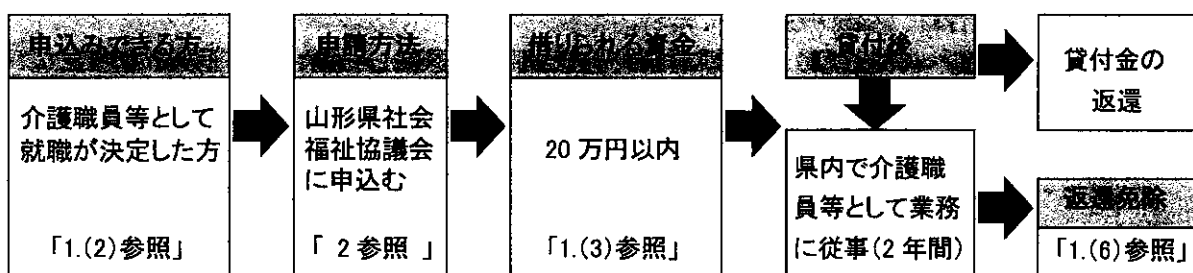 申込みできる方
介護職員等として
就職が決定した方
「1.(2)参照」
申請方法
山形県社会
福祉協議会
に申込む
「 2 参照 」
借りられる資金
20 万円以内
「1.(3)参照」
貸付後
県内で介護職
員等として業務
に従事(2 年間)
貸付金の
返還
返還免除
「1.(6)参照」